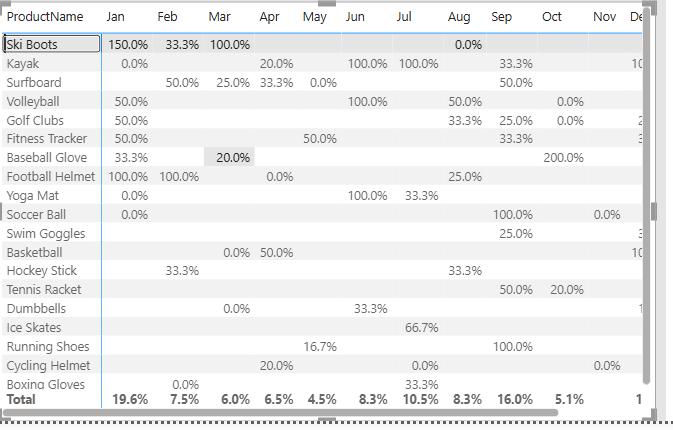 ProductName Jan Feb Mar Apr May Jun Jul Aug Sep Oct Nov
Ski Boots 150.0% 33.3% 100.0% 0.0%
Kayak 0.0% 20.0% 100.0% 100.0% 33.3%
Surfboard 50.0% 25.0% 33.3% 0.0% 50.0%
Volleyball 50.0% 100.0% 50.0% 0.0%
Golf Clubs 50.0% 33.3% 25.0% 0.0%
Fitness Tracker 50.0% 50.0% 33.3%
Baseball Glove 33.3% 20.0% 200.0%
Football Helmet 100.0% 100.0% 0.0% 25.0%
Yoga Mat 0.0% 100.0% 33.3%
Soccer Ball 0.0% 100.0% 0.0%
Swim Goggles 25.0%
Basketball 0.0% 50.0%
Hockey Stick 33.3% 33.3%
Tennis Racket 50.0% 20.0%
Dumbbells 0.0% 33.3%
Ice Skates 66.7%
Running Shoes 16.7% 100.0%
Cycling Helmet 20.0% 0.0% 0.0%
Boxing Gloves 0.0% 33.3%
Total 19.6% 7.5% 6.0% 6.5% 4.5% 8.3% 10.5% 8.3% 16.0% 5.1%